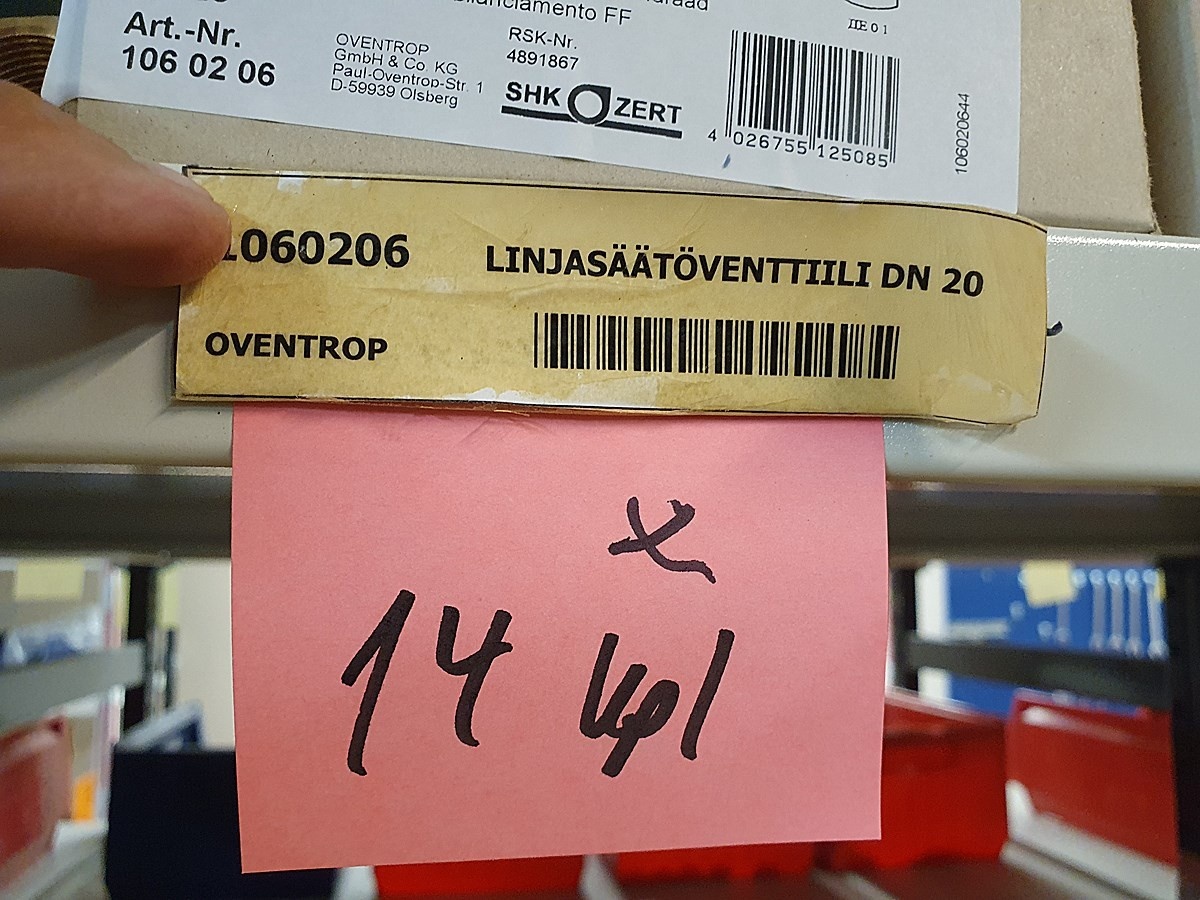 FF
Art.-Nr.
106 02 06
OVENTROP
GmbH & Co. KG
Paul-Oventrop-Str. 1
D-59939 Olsberg
RSK-Nr.
4891867
SHK ZERT
4 026755 125085
106020644
1060206
LINJASÄÄTÖVENTTIILI DN 20
OVENTROP
x
14 kpl